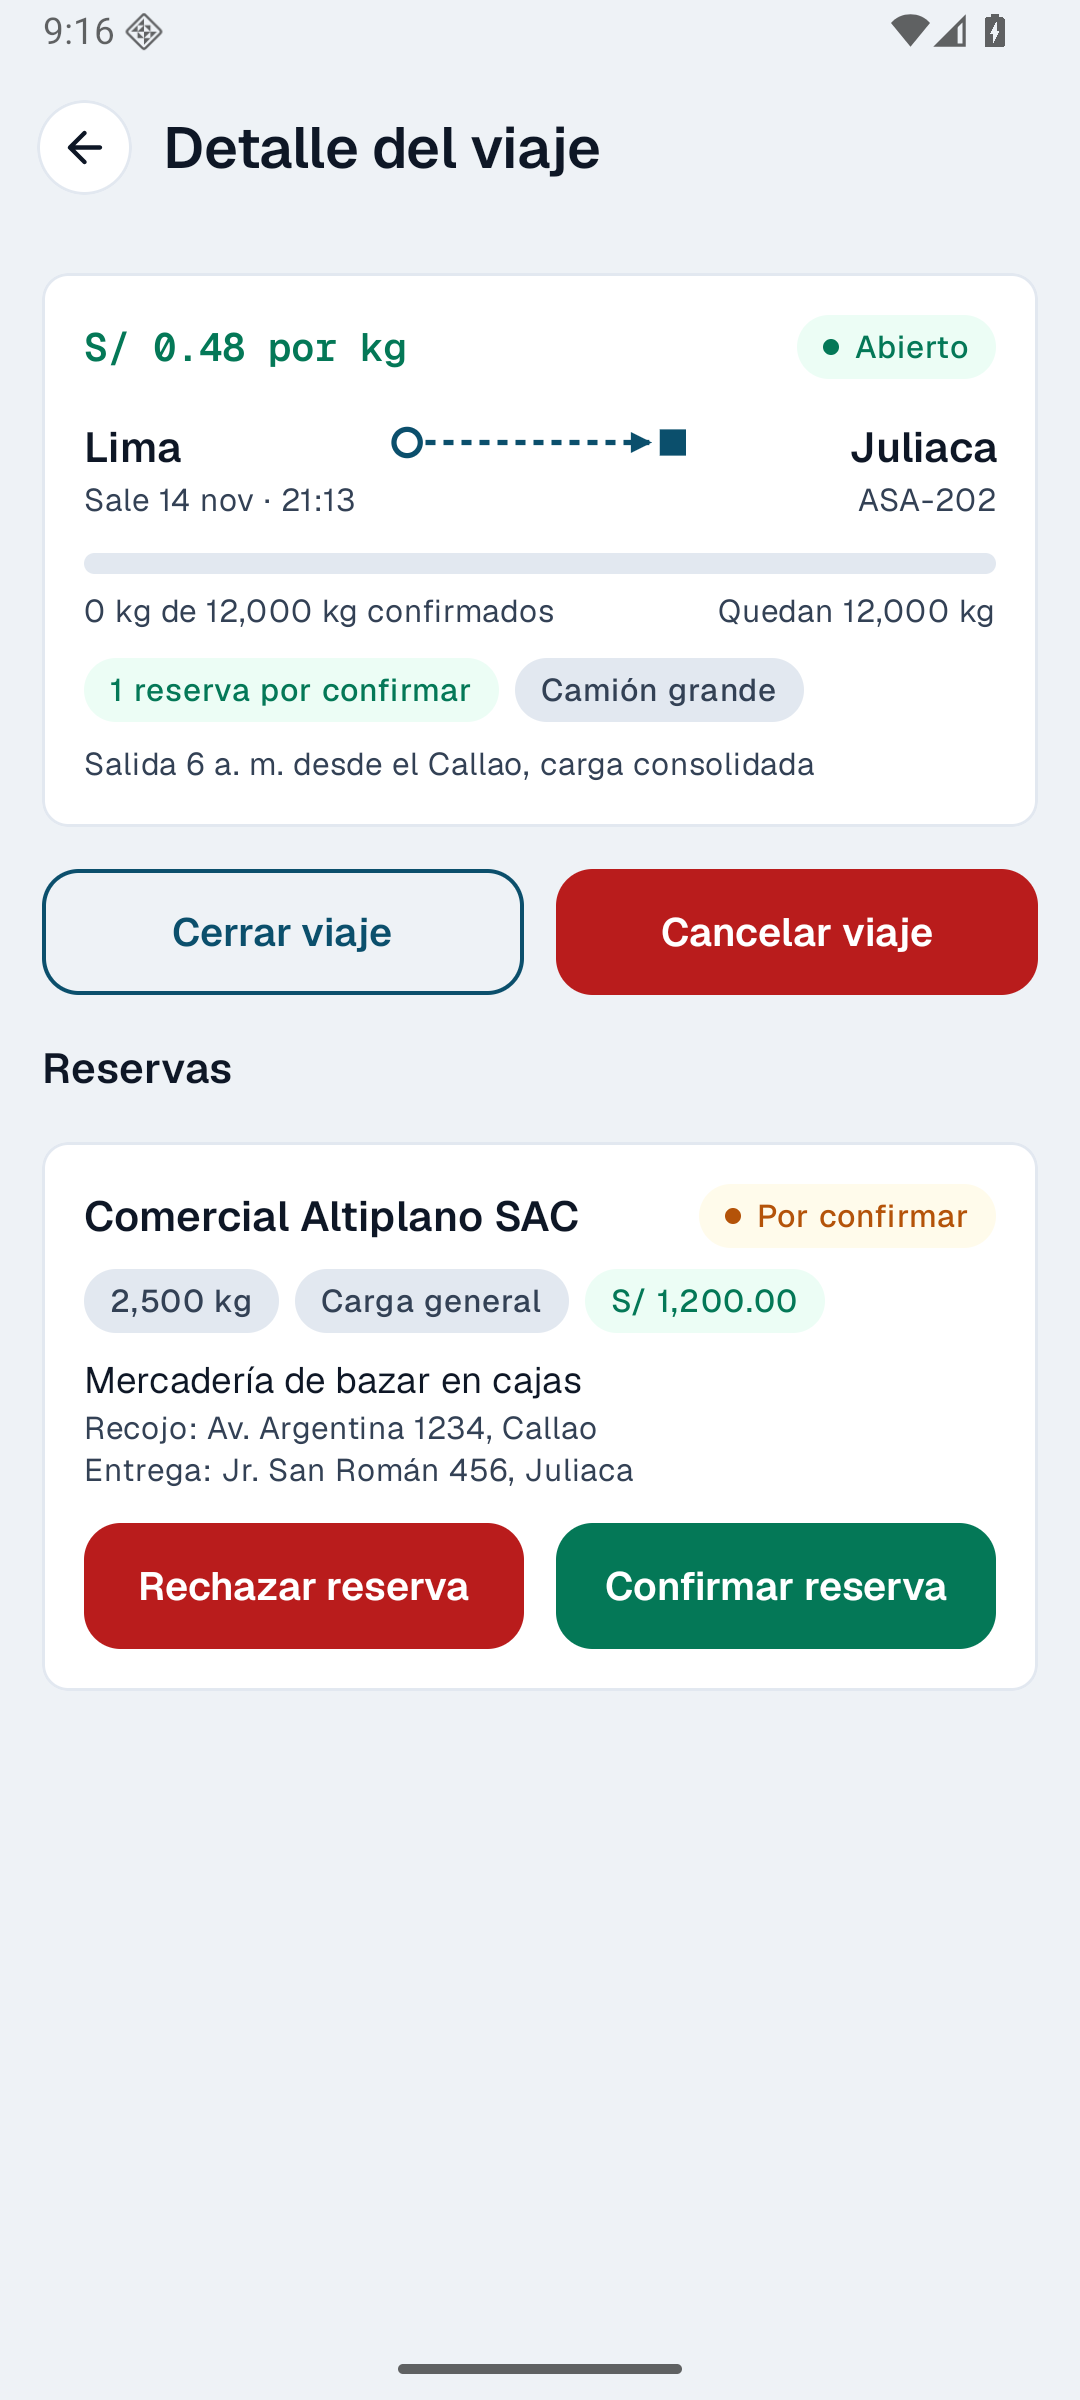 9:16
Detalle del viaje
S/ 0.48 por kg
Abierto
Lima
Juliaca
Sale 14 nov · 21:13
ASA-202
0 kg de 12,000 kg confirmados
Quedan 12,000 kg
1 reserva por confirmar
Camión grande
Salida 6 a. m. desde el Callao, carga consolidada
Cerrar viaje
Cancelar viaje
Reservas
Comercial Altiplano SAC
Por confirmar
2,500 kg
Carga general
S/ 1,200.00
Mercadería de bazar en cajas
Recojo: Av. Argentina 1234, Callao
Entrega: Jr. San Román 456, Juliaca
Rechazar reserva
Confirmar reserva